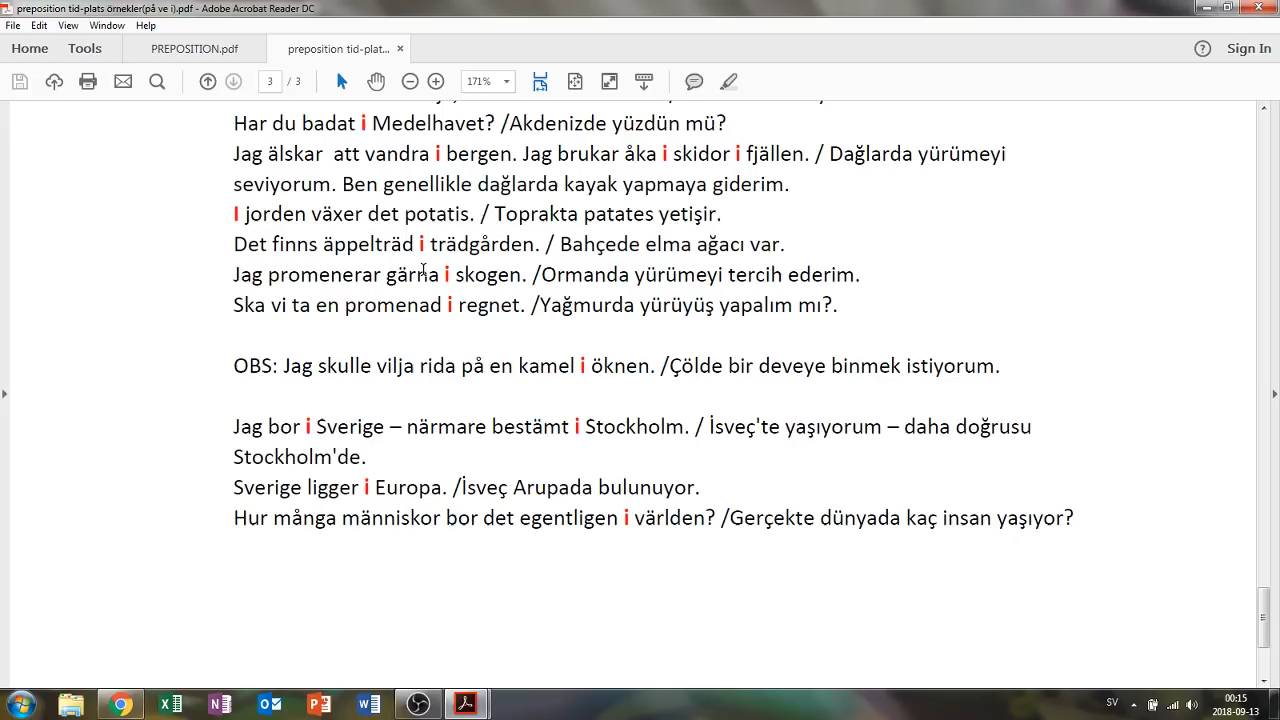 preposition tid-plats örnekler(på ve i).pdf - Adobe Acrobat Reader DC
File Edit View Window Help
Home Tools PREPOSITION.pdf preposition tid-plat... × Sign In
3 / 3 171%
Har du badat i Medelhavet? /Akdenizde yüzdün mü?
Jag älskar att vandra i bergen. Jag brukar åka i skidor i fjällen. / Dağlarda yürümeyi
seviyorum. Ben genellikle dağlarda kayak yapmaya giderim.
I jorden växer det potatis. / Toprakta patates yetişir.
Det finns äppelträd i trädgården. / Bahçede elma ağacı var.
Jag promenerar gärna i skogen. /Ormanda yürümeyi tercih ederim.
Ska vi ta en promenad i regnet. /Yağmurda yürüyüş yapalım mı?.
OBS: Jag skulle vilja rida på en kamel i öknen. /Çölde bir deveye binmek istiyorum.
Jag bor i Sverige – närmare bestämt i Stockholm. / İsveç'te yaşıyorum – daha doğrusu
Stockholm'de.
Sverige ligger i Europa. /İsveç Arupada bulunuyor.
Hur många människor bor det egentligen i världen? /Gerçekte dünyada kaç insan yaşıyor?
SV 00:15
2018-09-13